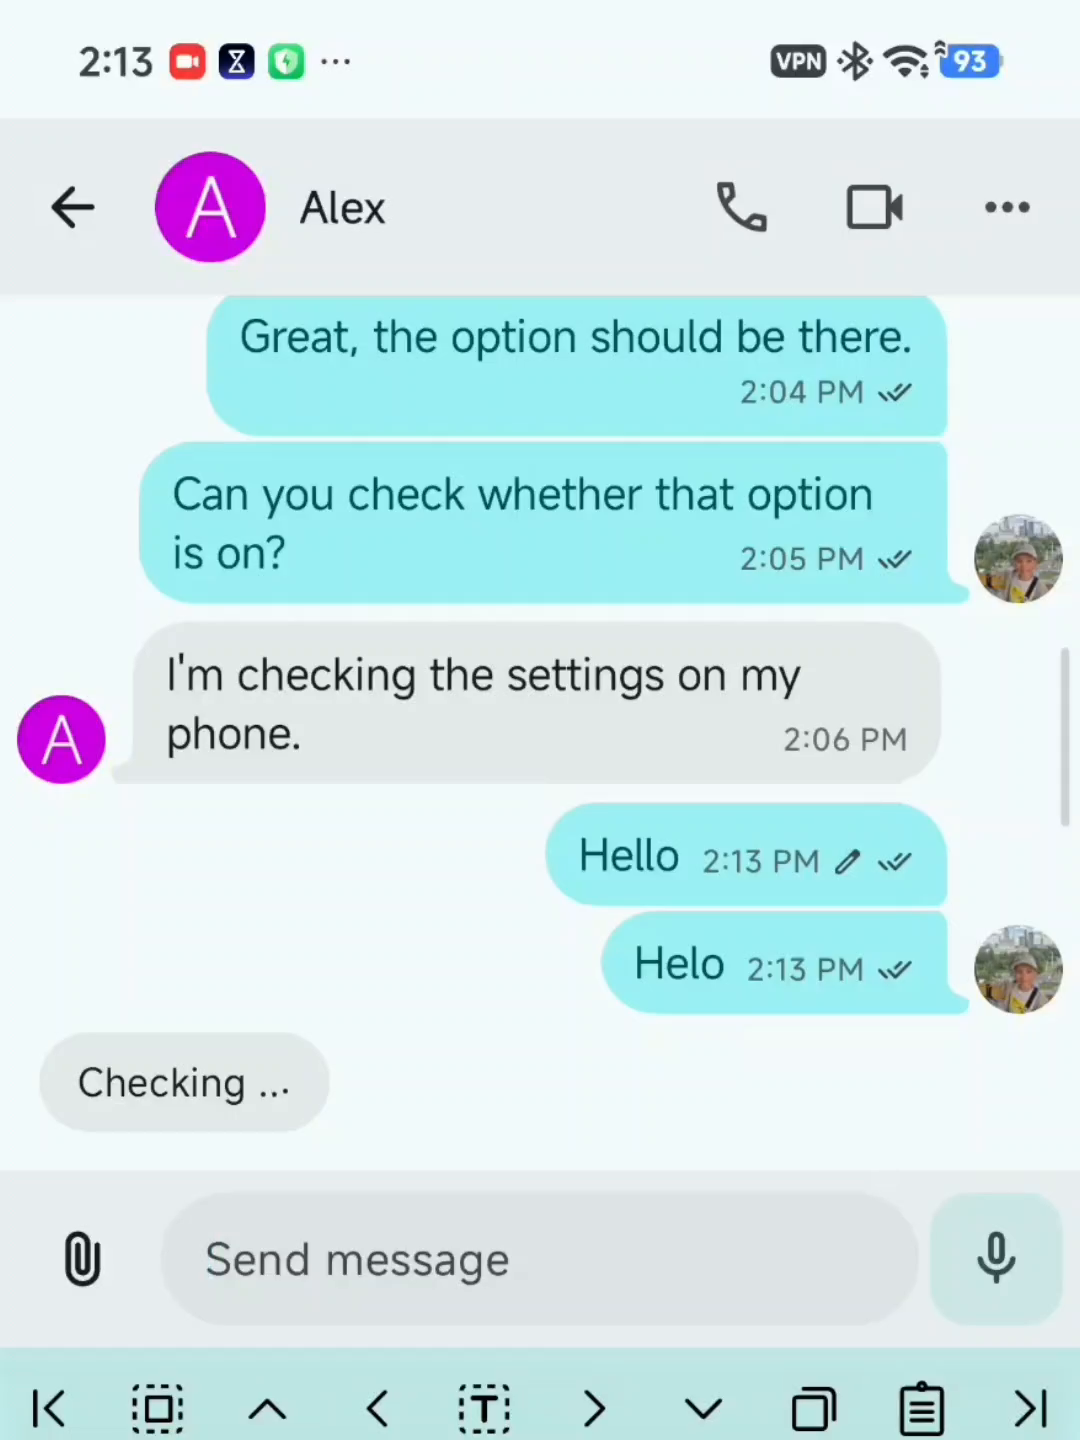 2:13 VPN 93
A Alex
Great, the option should be there.
2:04 PM
Can you check whether that option
is on? 2:05 PM
I'm checking the settings on my
phone. 2:06 PM
A
Hello 2:13 PM
Helo 2:13 PM
Checking ...
Send message
T